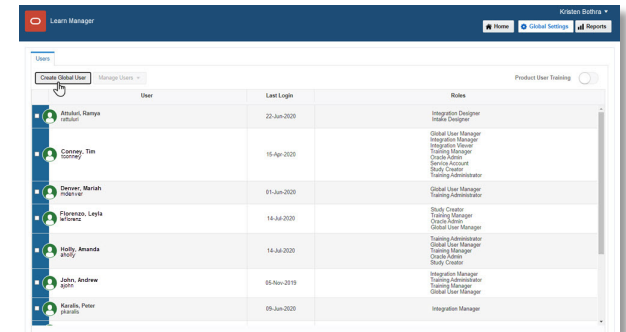 Kristen Bothra
Learn Manager
Home
Global Settings
Reports
Users
Create Global User
Manage Users
Product User Training
User
Last Login
Roles
Attuluri, Ramya
rattuluri
22-Jun-2020
Integration Designer
Intake Designer
Conney, Tim
tconney
15-Apr-2020
Global User Manager
Integration Manager
Integration Viewer
Training Manager
Oracle Admin
Service Account
Study Creator
Training Administrator
Denver, Mariah
mdenver
01-Jun-2020
Global User Manager
Training Administrator
Florenzo, Leyla
leflorenz
14-Jul-2020
Study Creator
Training Manager
Oracle Admin
Global User Manager
Holly, Amanda
aholly
14-Jul-2020
Training Administrator
Global User Manager
Training Manager
Oracle Admin
Study Creator
John, Andrew
ajohn
05-Nov-2019
Integration Manager
Training Administrator
Training Manager
Global User Manager
Karalis, Peter
pkaralis
09-Jun-2020
Integration Manager